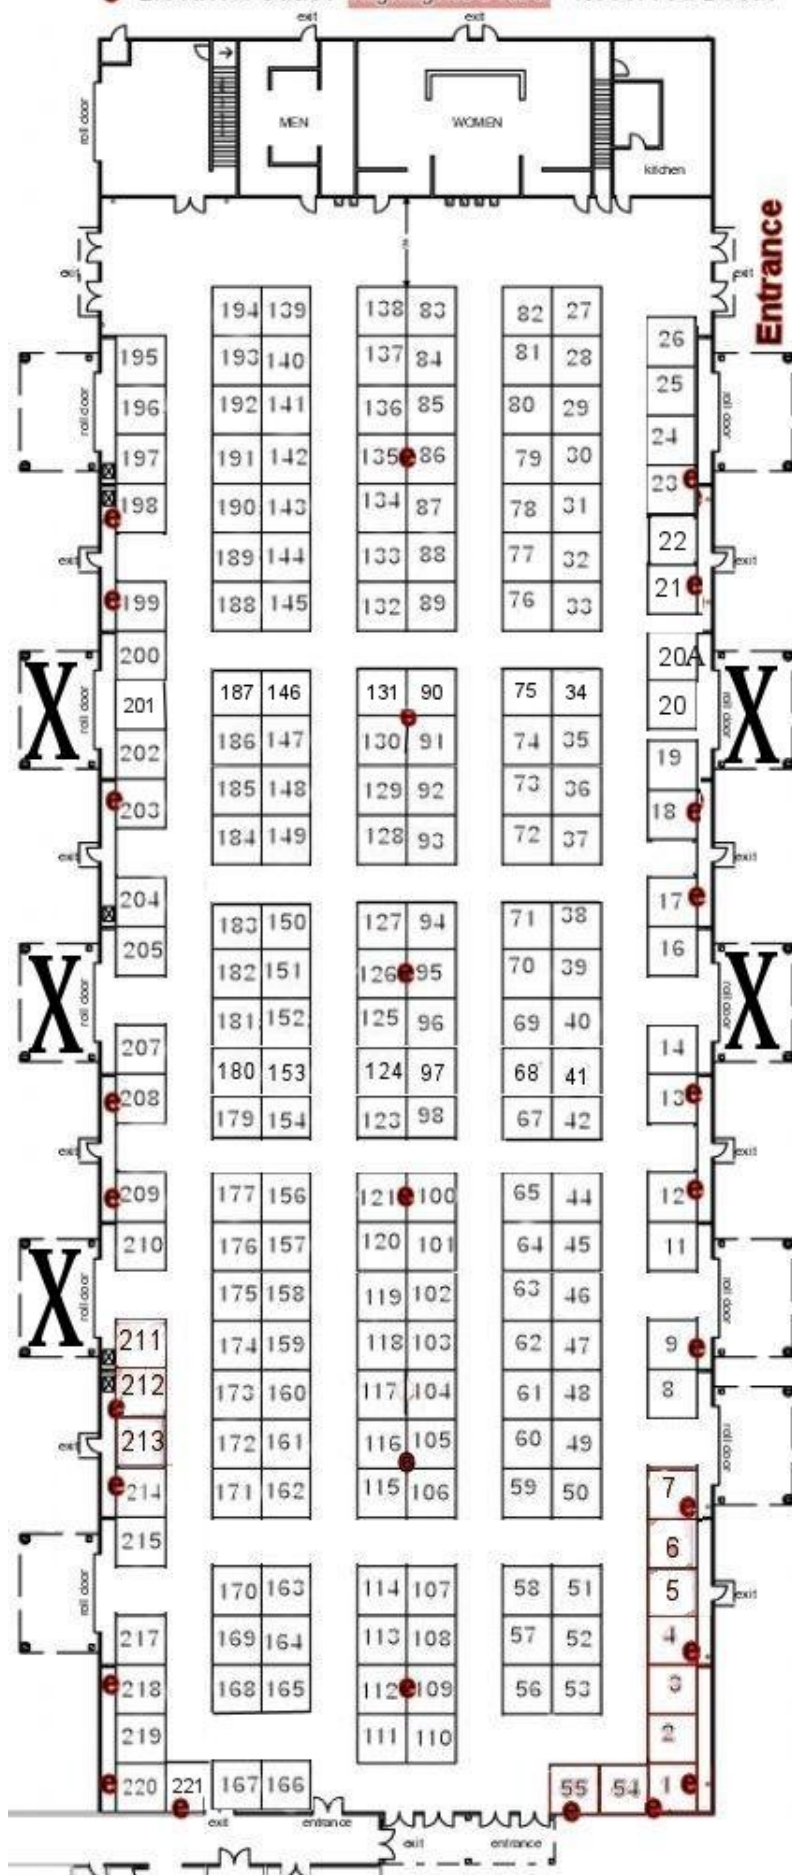 exit exit
roll door
MEN WOMEN
kitchen
Entrance
exit exit
194 139 138 83 82 27
26
195 193 140 137 84 81 28
25
196 192 141 136 85 80 29
24
197 191 142 135 e 86 79 30
23 e
198 190 143 134 87 78 31
e
22
exit 189 144 133 88 77 32 exit
21 e
e 199 188 145 132 89 76 33
200 20A
201 187 146 131 90 75 34 20
X roll door e roll door X
202 186 147 130 91 74 35 19
e 203 185 148 129 92 73 36 18 e
184 149 128 93 72 37
exit exit
204 17 e
183 150 127 94 71 38
205 16
182 151 126 e 95 70 39
X roll door roll door X
181 152 125 96 69 40
207 14
180 153 124 97 68 41
e 208 13 e
179 154 123 98 67 42
exit exit
e 209 177 156 121 e 100 65 44 12 e
210 176 157 120 101 64 45 11
X roll door 175 158 119 102 63 46 roll door
211 174 159 118 103 62 47 9 e
212 173 160 117 104 61 48 8
e
213 172 161 116 105 60 49
exit roll door
e 214 171 162 115 106 59 50 7 e
215 6
roll door 170 163 114 107 58 51 5 exit
217 169 164 113 108 57 52 4 e
e 218 168 165 112 e 109 56 53 3
219 111 110 2
e 220 221 167 166 55 54 1 e
e e e
exit entrance exit entrance